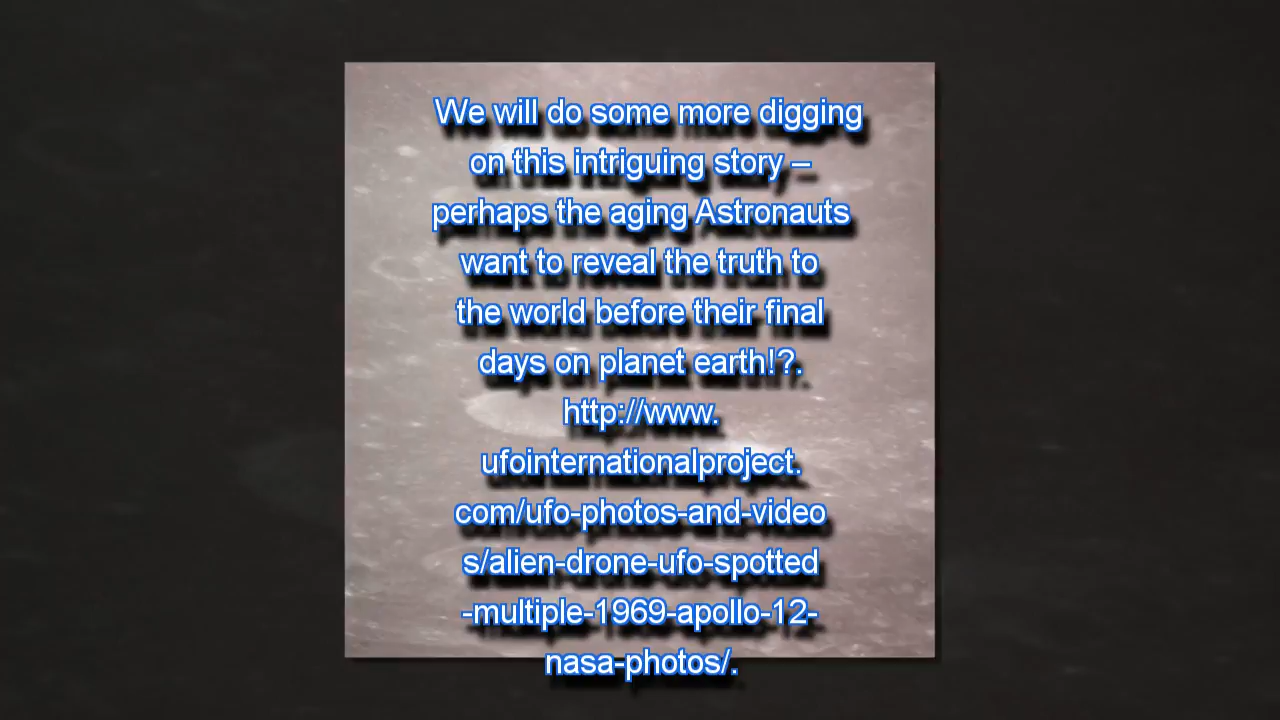 We will do some more digging
on this intriguing story –
perhaps the aging Astronauts
want to reveal the truth to
the world before their final
days on planet earth!?.
http://www.
ufointernationalproject.
com/ufo-photos-and-video
s/alien-drone-ufo-spotted
-multiple-1969-apollo-12-
nasa-photos/.